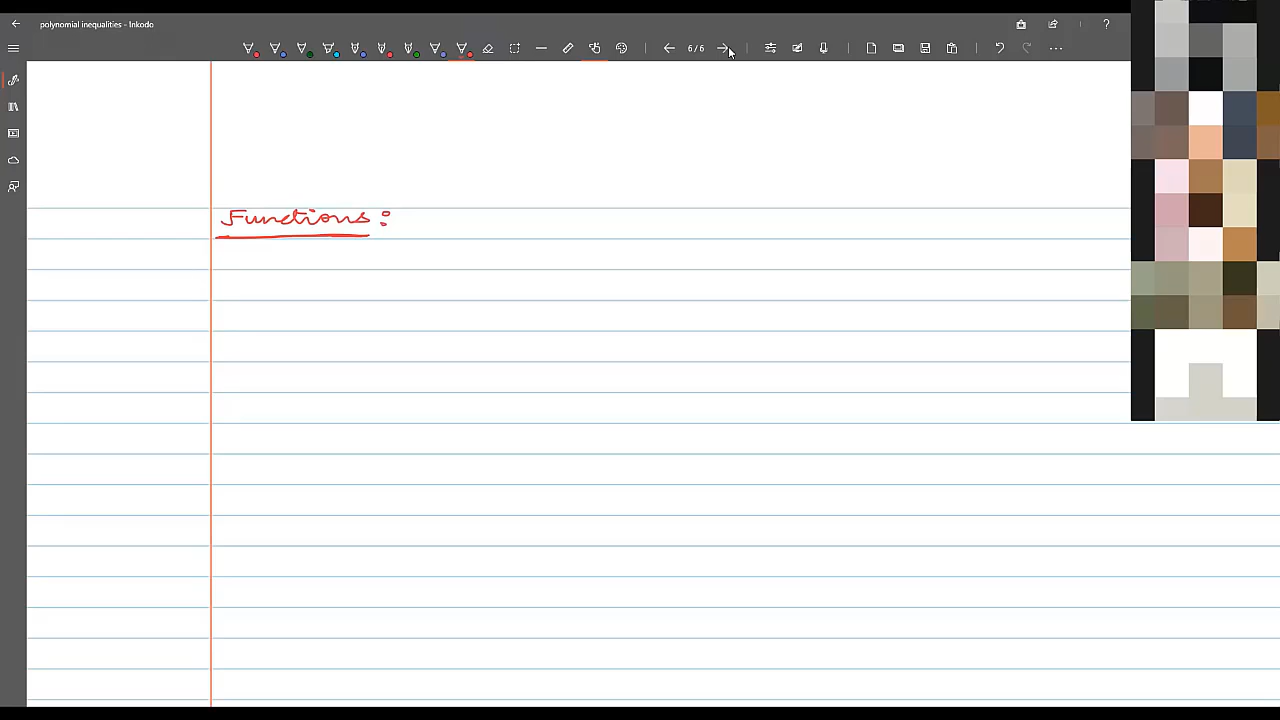 polynomial inequalities - Inkodo
6/6
?
Functions :